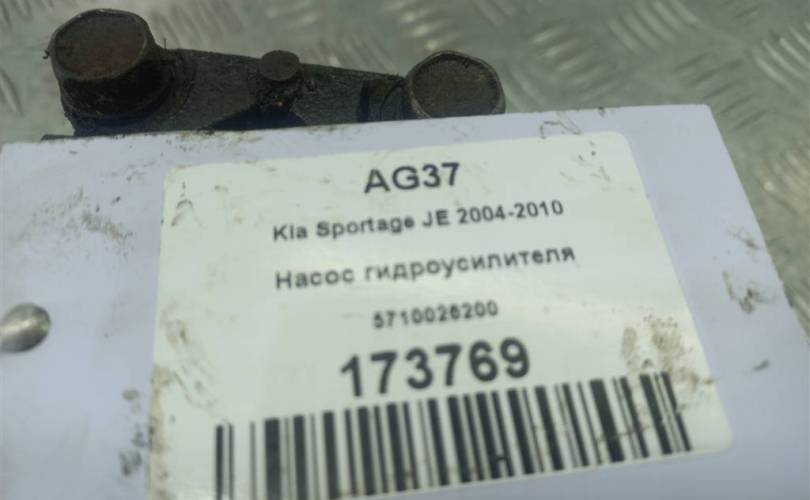 AG37
Kia Sportage JE 2004-2010
Насос гидроусилителя
5710026200
173769